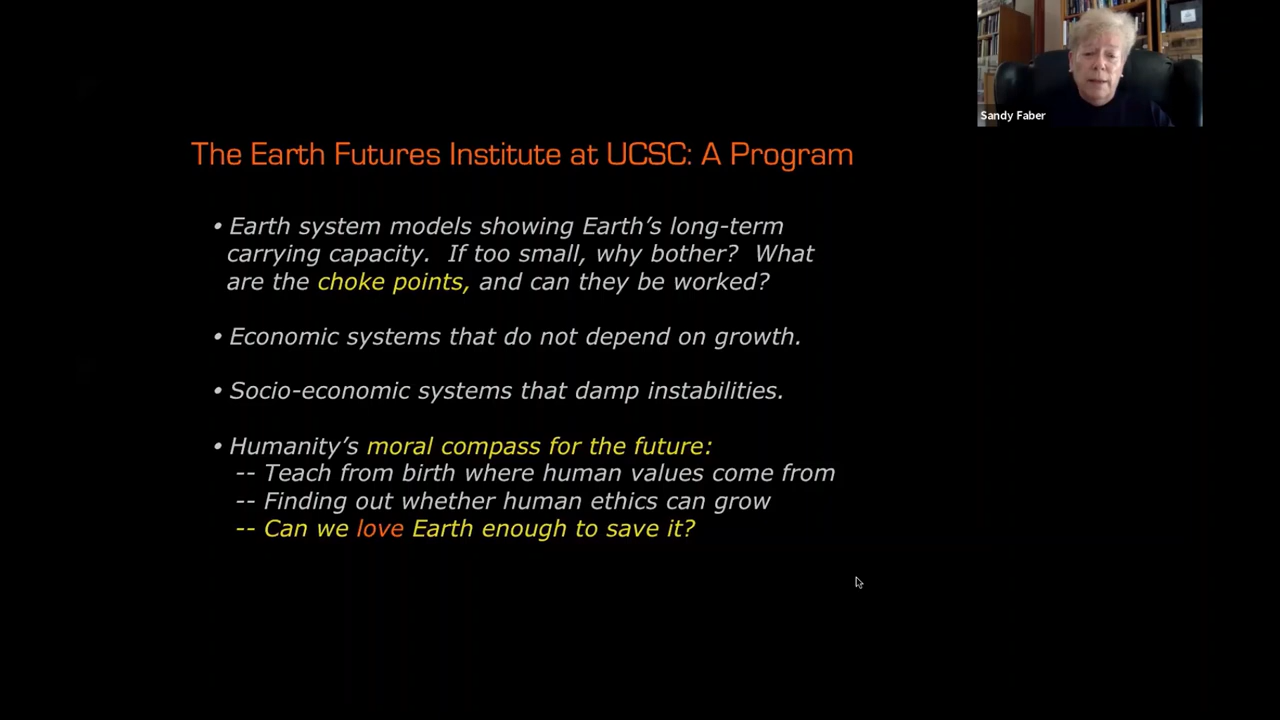 Sandy Faber
The Earth Futures Institute at UCSC: A Program
• Earth system models showing Earth’s long-term
carrying capacity.  If too small, why bother?  What
are the choke points, and can they be worked?
• Economic systems that do not depend on growth.
• Socio-economic systems that damp instabilities.
• Humanity’s moral compass for the future:
-- Teach from birth where human values come from
-- Finding out whether human ethics can grow
-- Can we love Earth enough to save it?